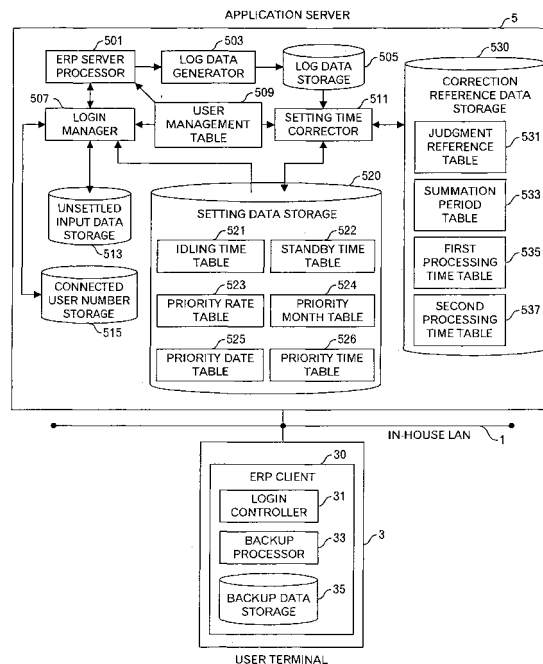 APPLICATION SERVER
5
501
ERP SERVER
PROCESSOR
503
LOG DATA
GENERATOR
505
LOG DATA
STORAGE
530
CORRECTION
REFERENCE DATA
STORAGE
507
LOGIN
MANAGER
509
USER
MANAGEMENT
TABLE
511
SETTING TIME
CORRECTOR
JUDGMENT
REFERENCE
TABLE
531
SUMMATION
PERIOD
TABLE
533
FIRST
PROCESSING
TIME TABLE
535
SECOND
PROCESSING
TIME TABLE
537
UNSETTLED
INPUT DATA
STORAGE
513
CONNECTED
USER NUMBER
STORAGE
515
520
SETTING DATA STORAGE
521
IDLING TIME
TABLE
522
STANDBY TIME
TABLE
523
PRIORITY RATE
TABLE
524
PRIORITY
MONTH TABLE
525
PRIORITY
DATE TABLE
526
PRIORITY
TIME TABLE
IN-HOUSE LAN
1
30
ERP CLIENT
LOGIN
CONTROLLER
31
BACKUP
PROCESSOR
33
3
BACKUP DATA
STORAGE
35
USER TERMINAL